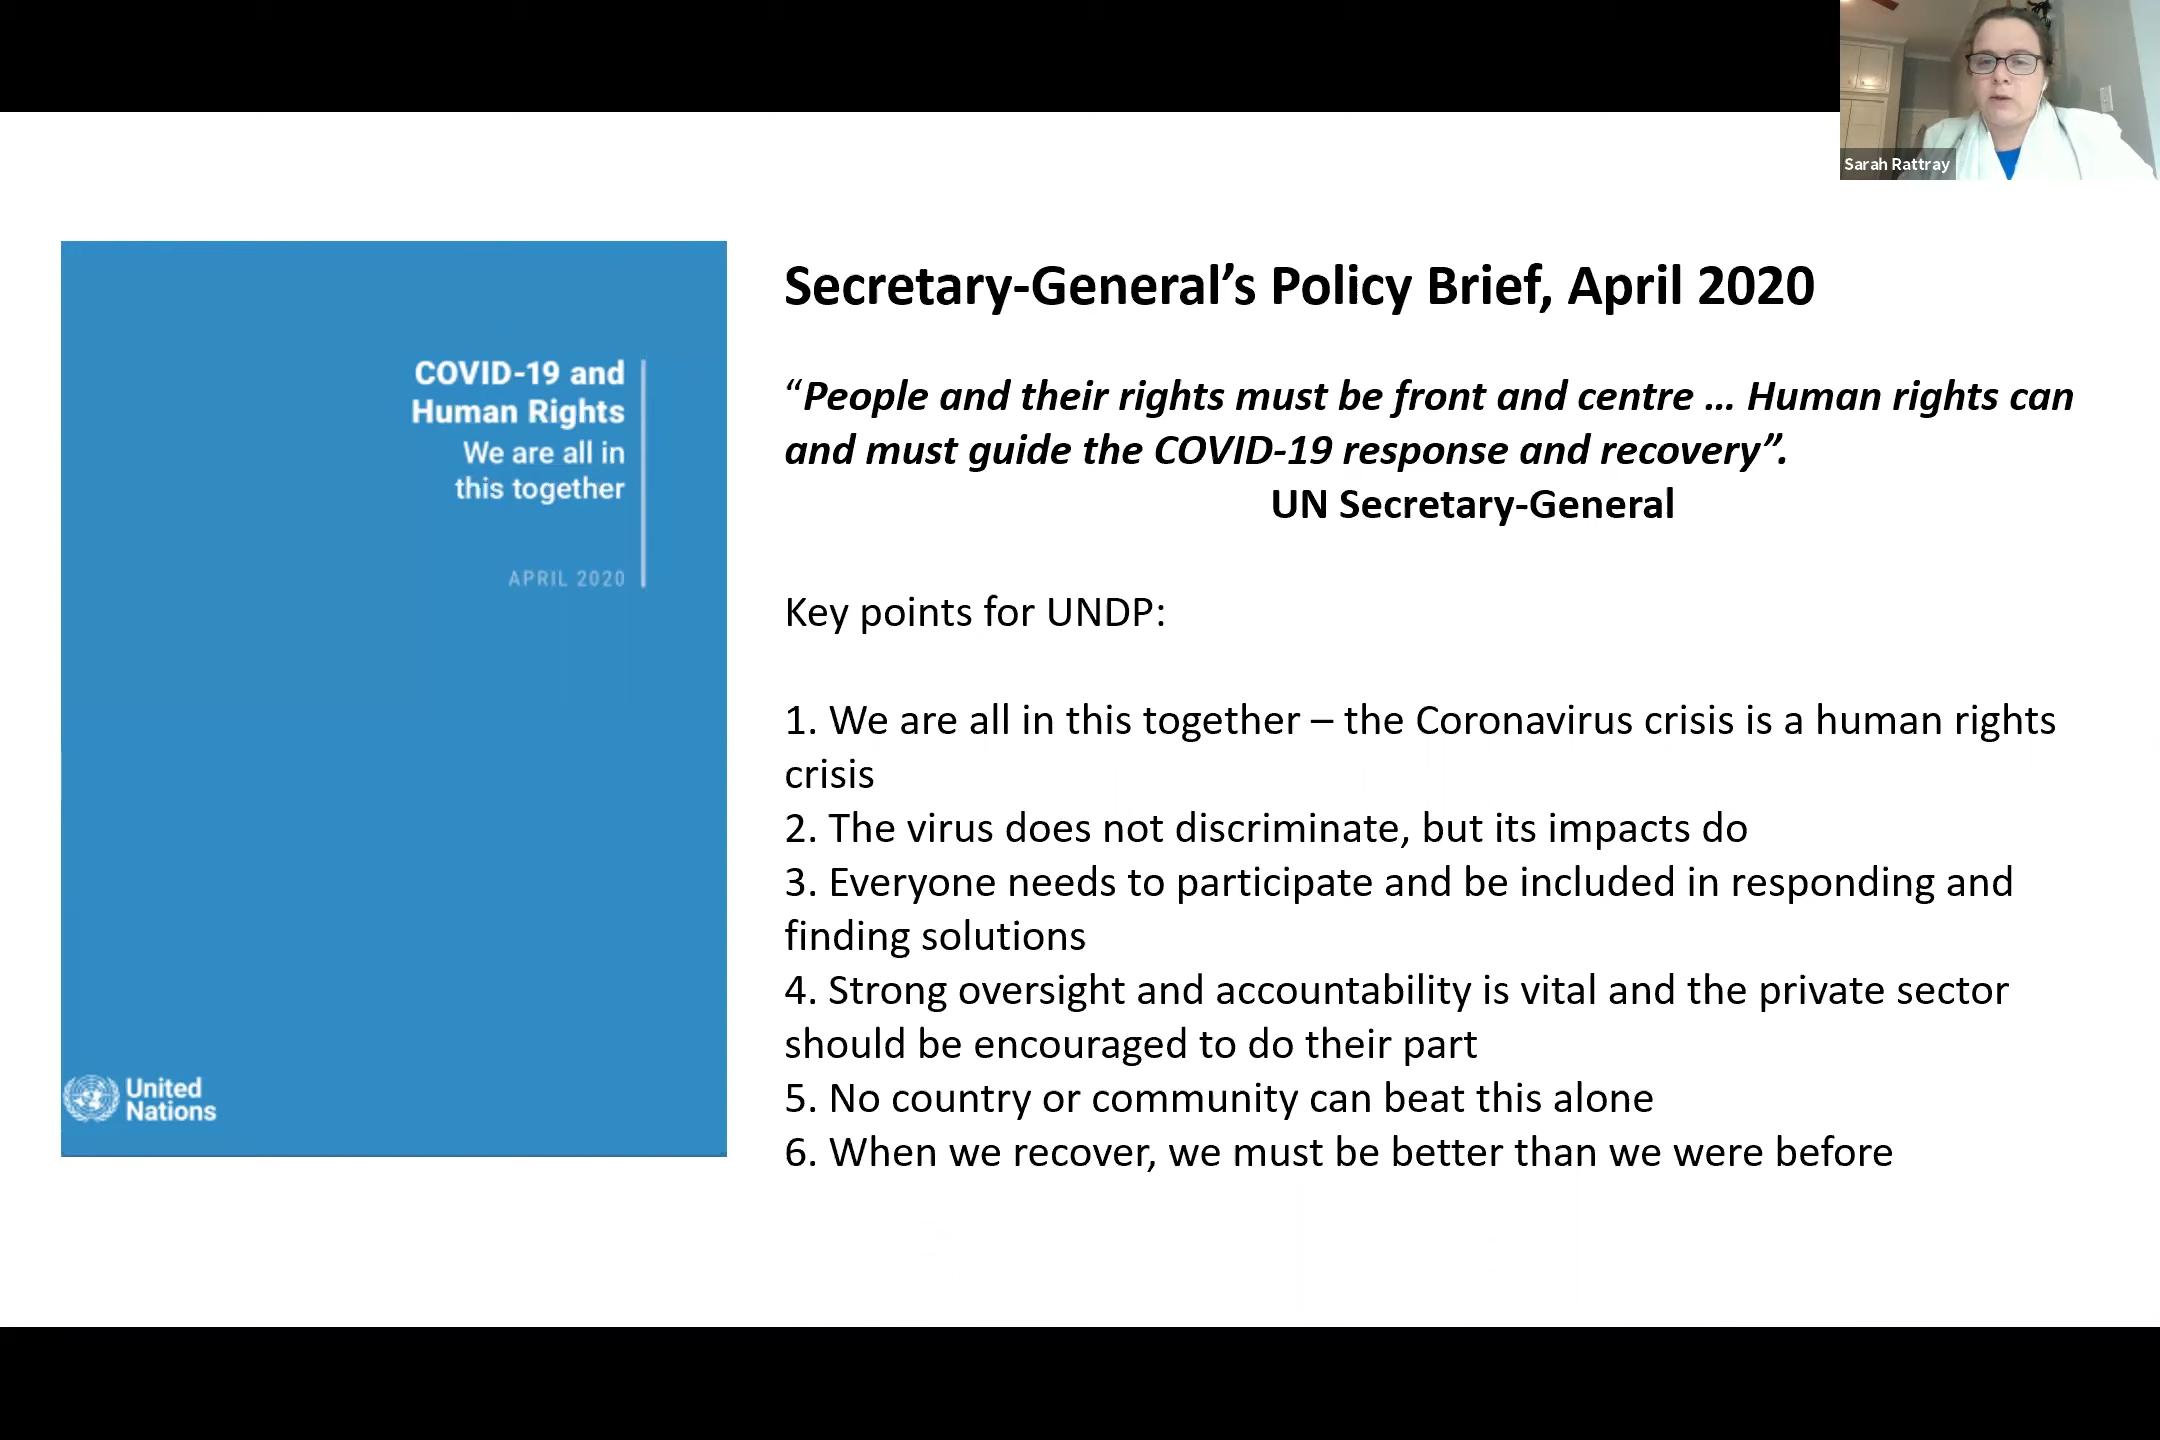 Sarah Rattray
COVID-19 and
Human Rights
We are all in
this together
APRIL 2020
United
Nations
Secretary-General’s Policy Brief, April 2020
“People and their rights must be front and centre … Human rights can
and must guide the COVID-19 response and recovery”.
UN Secretary-General
Key points for UNDP:
1. We are all in this together – the Coronavirus crisis is a human rights
crisis
2. The virus does not discriminate, but its impacts do
3. Everyone needs to participate and be included in responding and
finding solutions
4. Strong oversight and accountability is vital and the private sector
should be encouraged to do their part
5. No country or community can beat this alone
6. When we recover, we must be better than we were before